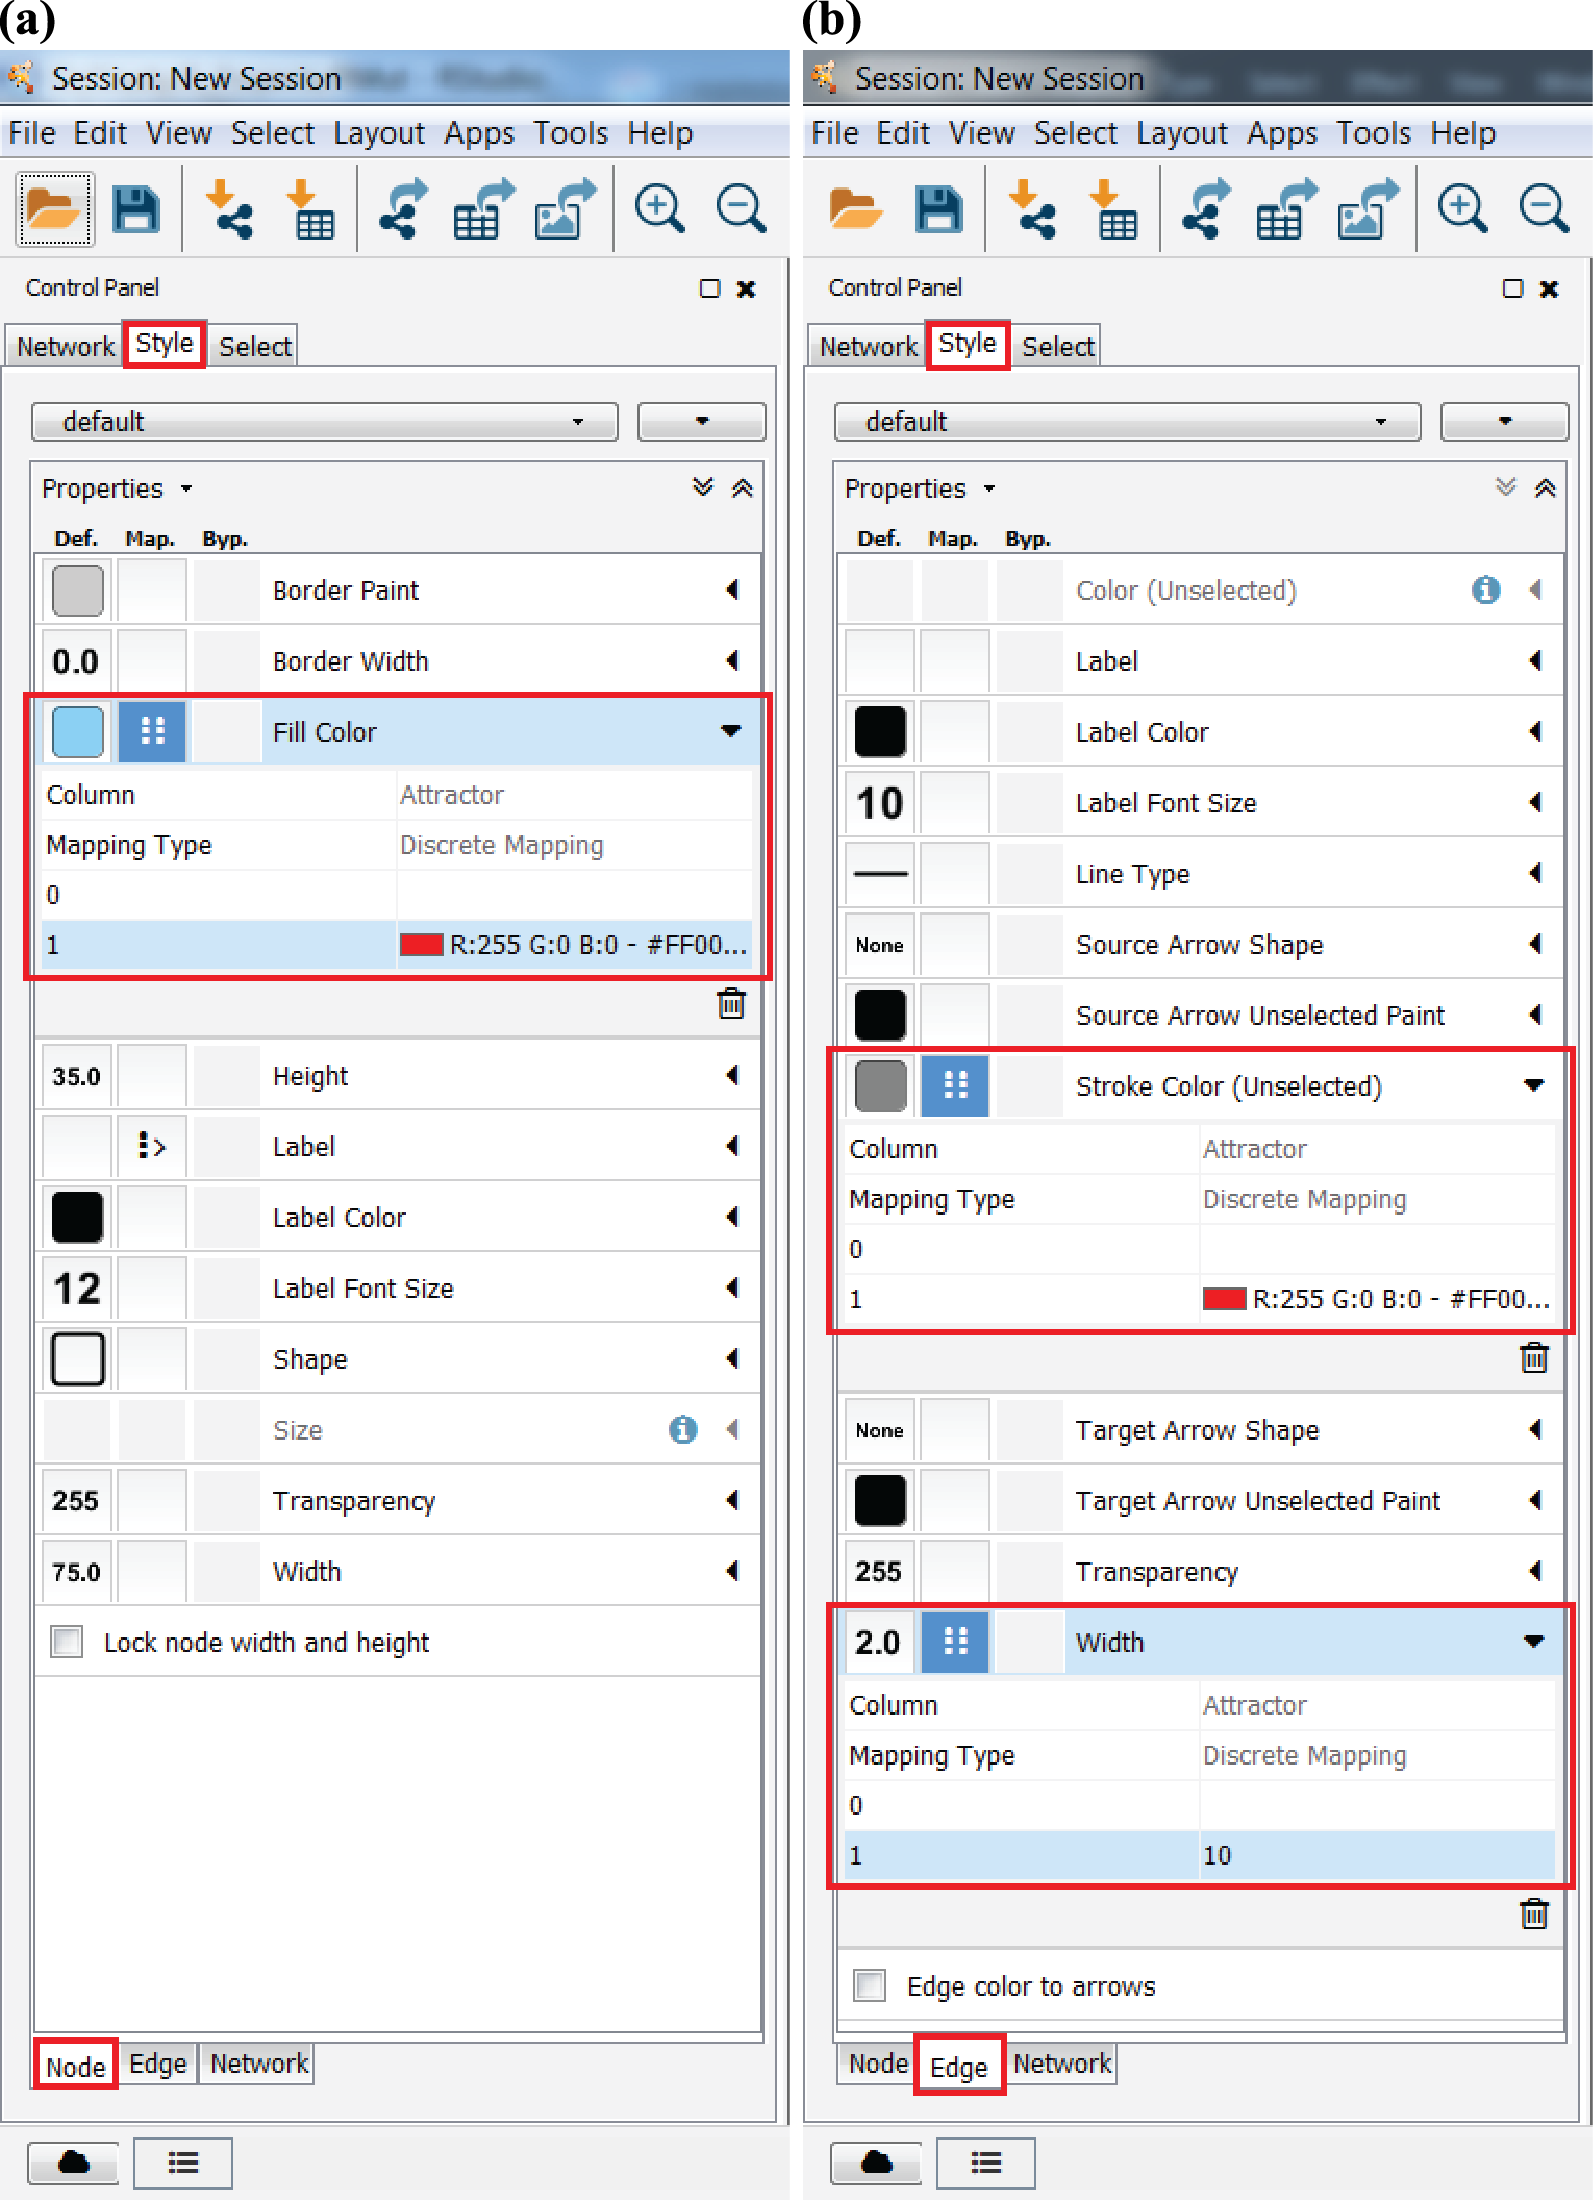 (a)
Session: New Session
File Edit View Select Layout Apps Tools Help
Control Panel
Network Style Select
default
Properties
Def. Map. Byp.
Border Paint
0.0 Border Width
Fill Color
Column Attractor
Mapping Type Discrete Mapping
0
1 R:255 G:0 B:0 - #FF00...
35.0 Height
Label
Label Color
12 Label Font Size
Shape
Size
255 Transparency
75.0 Width
Lock node width and height
Node Edge Network
(b)
Session: New Session
File Edit View Select Layout Apps Tools Help
Control Panel
Network Style Select
default
Properties
Def. Map. Byp.
Color (Unselected)
Label
Label Color
10 Label Font Size
Line Type
None Source Arrow Shape
Source Arrow Unselected Paint
Stroke Color (Unselected)
Column Attractor
Mapping Type Discrete Mapping
0
1 R:255 G:0 B:0 - #FF00...
None Target Arrow Shape
Target Arrow Unselected Paint
255 Transparency
2.0 Width
Column Attractor
Mapping Type Discrete Mapping
0
1 10
Edge color to arrows
Node Edge Network